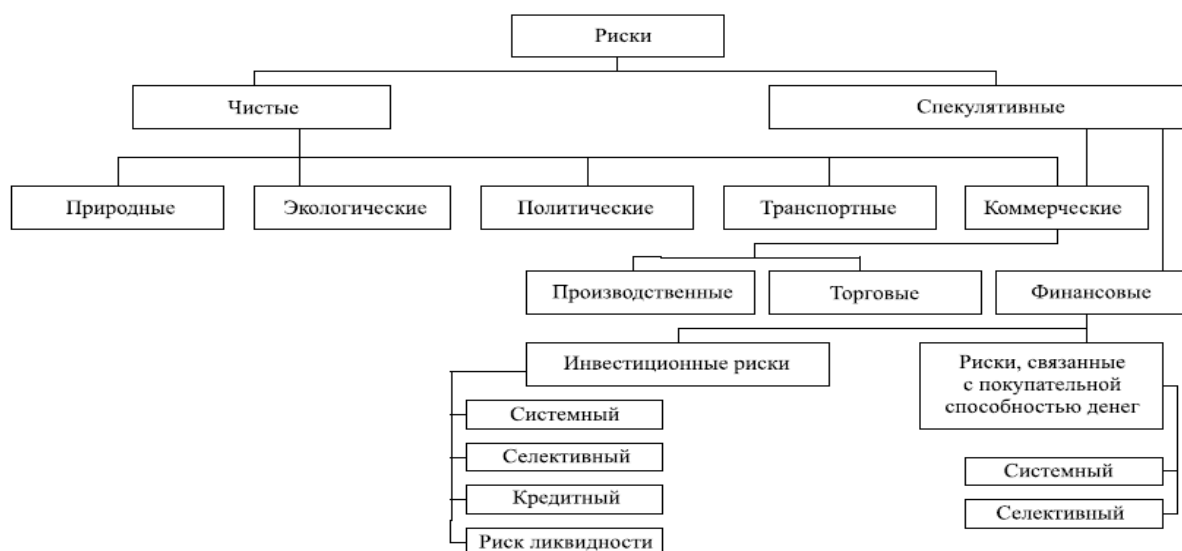 Риски
Чистые
Спекулятивные
Природные
Экологические
Политические
Транспортные
Коммерческие
Производственные
Торговые
Финансовые
Инвестиционные риски
Риски, связанные
с покупательной
способностью денег
Системный
Селективный
Кредитный
Риск ликвидности
Системный
Селективный